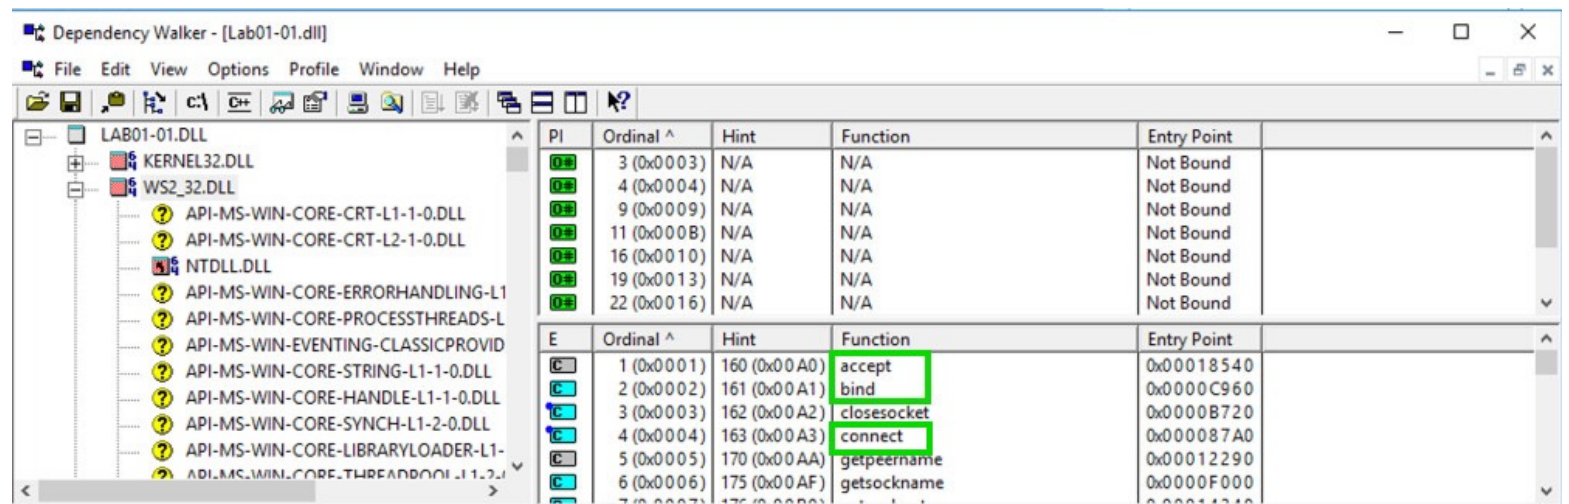 Dependency Walker - [Lab01-01.dll]
File Edit View Options Profile Window Help
C:\ C++
LAB01-01.DLL
KERNEL32.DLL
WS2_32.DLL
API-MS-WIN-CORE-CRT-L1-1-0.DLL
API-MS-WIN-CORE-CRT-L2-1-0.DLL
NTDLL.DLL
API-MS-WIN-CORE-ERRORHANDLING-L1
API-MS-WIN-CORE-PROCESSTHREADS-L
API-MS-WIN-EVENTING-CLASSICPROVID
API-MS-WIN-CORE-STRING-L1-1-0.DLL
API-MS-WIN-CORE-HANDLE-L1-1-0.DLL
API-MS-WIN-CORE-SYNCH-L1-2-0.DLL
API-MS-WIN-CORE-LIBRARYLOADER-L1-
API-MS-WIN-CORE-THREADPOOL-L1-2-
PI Ordinal ^ Hint Function Entry Point
O# 3 (0x0003) N/A N/A Not Bound
O# 4 (0x0004) N/A N/A Not Bound
O# 9 (0x0009) N/A N/A Not Bound
O# 11 (0x000B) N/A N/A Not Bound
O# 16 (0x0010) N/A N/A Not Bound
O# 19 (0x0013) N/A N/A Not Bound
O# 22 (0x0016) N/A N/A Not Bound
E Ordinal ^ Hint Function Entry Point
C 1 (0x0001) 160 (0x00A0) accept 0x00018540
C 2 (0x0002) 161 (0x00A1) bind 0x0000C960
C 3 (0x0003) 162 (0x00A2) closesocket 0x0000B720
C 4 (0x0004) 163 (0x00A3) connect 0x000087A0
C 5 (0x0005) 170 (0x00AA) getpeername 0x00012290
C 6 (0x0006) 175 (0x00AF) getsockname 0x0000F000